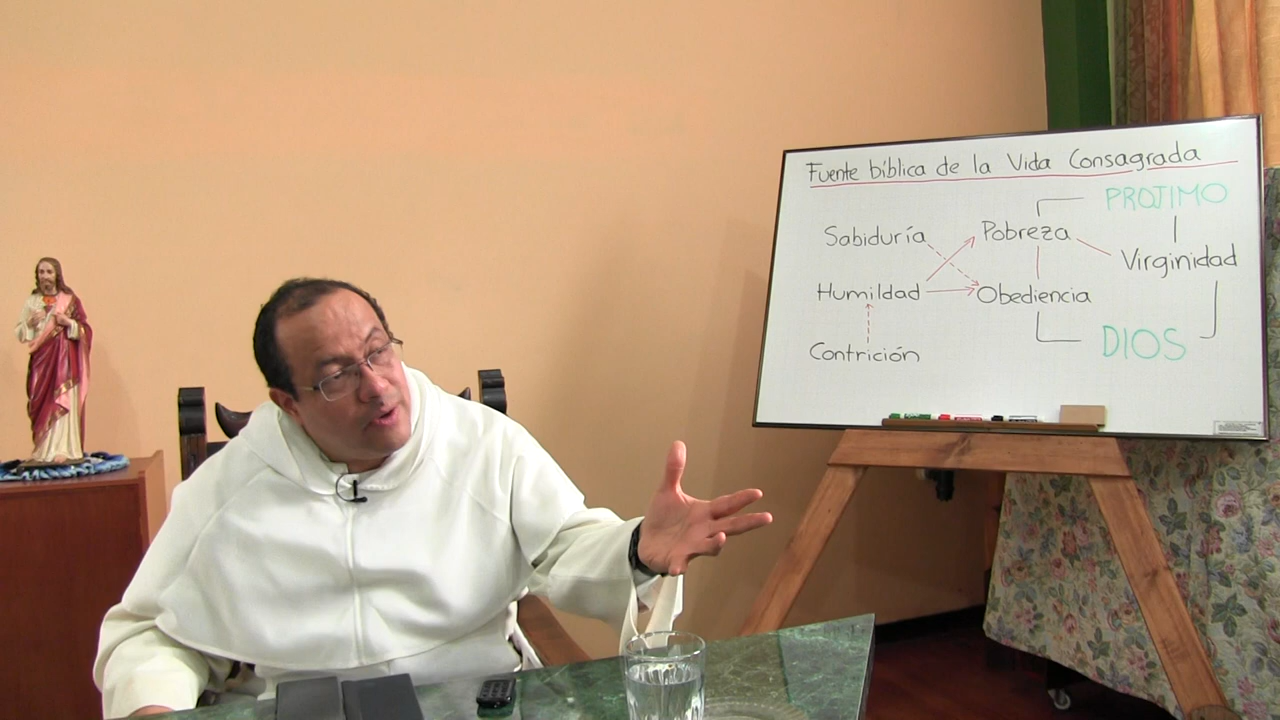 Fuente bíblica de la Vida Consagrada
PROJIMO
Sabiduría Pobreza
Virginidad
Humildad Obediencia
Contrición DIOS